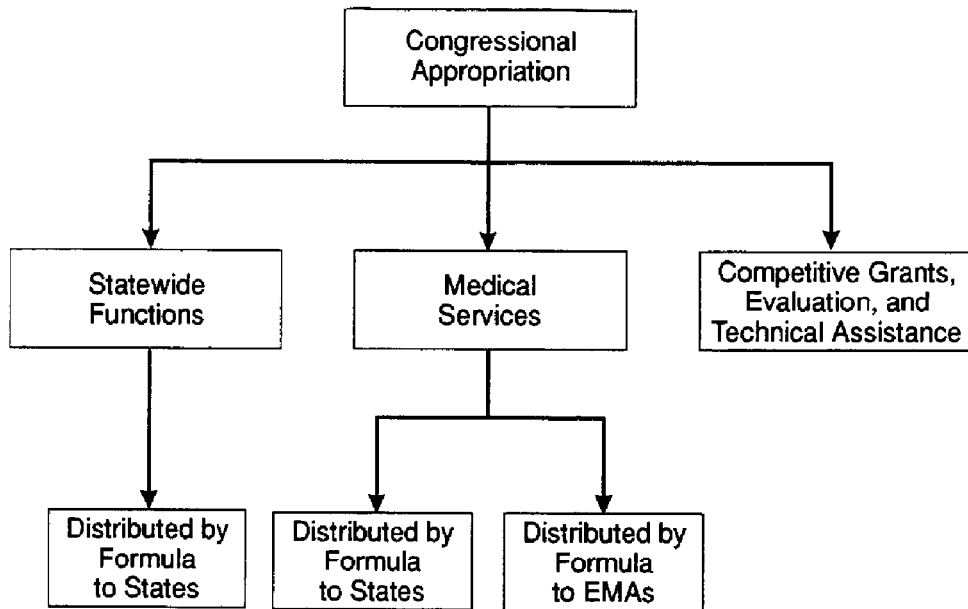 Congressional
Appropriation
Statewide
Functions
Medical
Services
Competitive Grants,
Evaluation, and
Technical Assistance
Distributed by
Formula
to States
Distributed by
Formula
to States
Distributed by
Formula
to EMAs